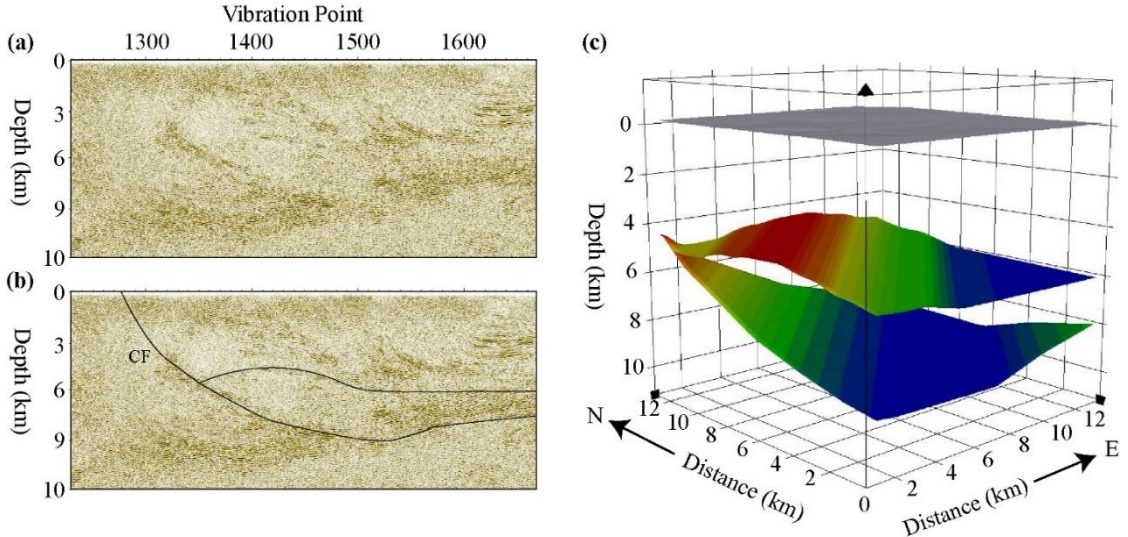 Vibration Point
(a)
1300 1400 1500 1600
0
3
6
9
10
Depth (km)
(b)
0
3
6
9
10
Depth (km)
CF
(c)
0
2
4
6
8
10
Depth (km)
N
12 10 8 6 4 2
Distance (km)
0
2 4 6 8 10 12
Distance (km)
E